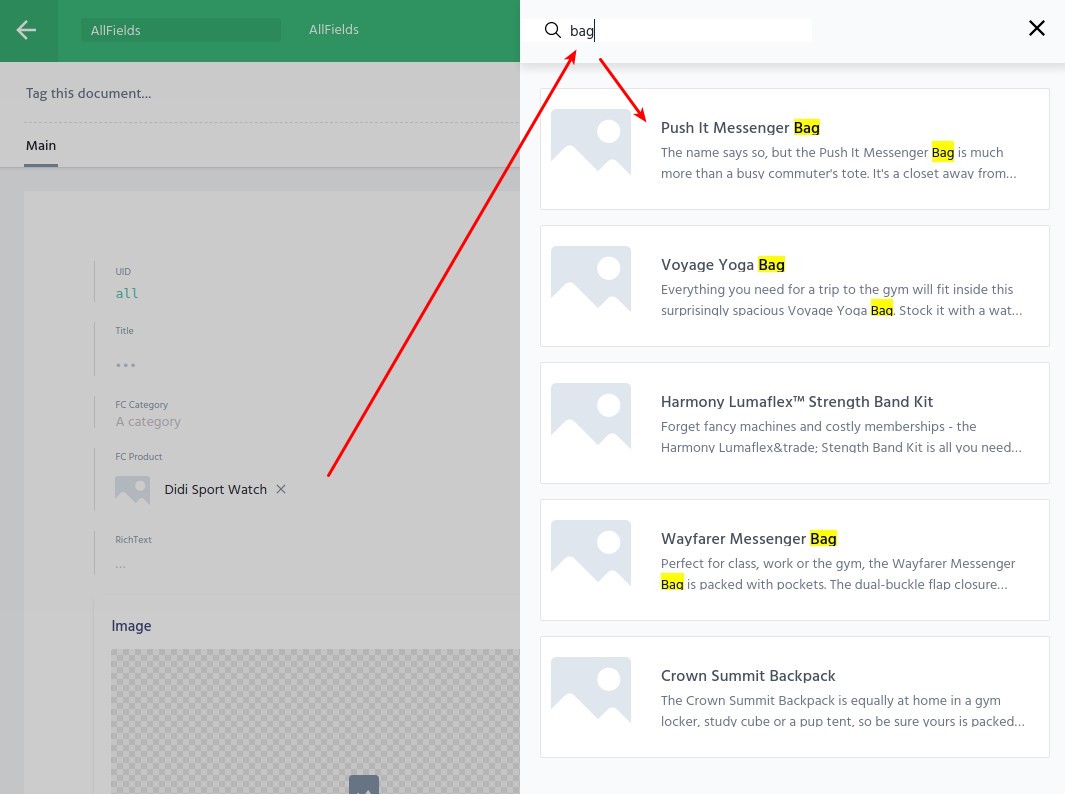 AllFields
AllFields
Tag this document...
Main
UID
all
Title
...
FC Category
A category
FC Product
Didi Sport Watch
RichText
...
Image
bag
Push It Messenger Bag
The name says so, but the Push It Messenger Bag is much
more than a busy commuter's tote. It's a closet away from...
Voyage Yoga Bag
Everything you need for a trip to the gym will fit inside this
surprisingly spacious Voyage Yoga Bag. Stock it with a wat...
Harmony Lumaflex™ Strength Band Kit
Forget fancy machines and costly memberships - the
Harmony Lumaflex&trade; Stength Band Kit is all you need...
Wayfarer Messenger Bag
Perfect for class, work or the gym, the Wayfarer Messenger
Bag is packed with pockets. The dual-buckle flap closure...
Crown Summit Backpack
The Crown Summit Backpack is equally at home in a gym
locker, study cube or a pup tent, so be sure yours is packed...